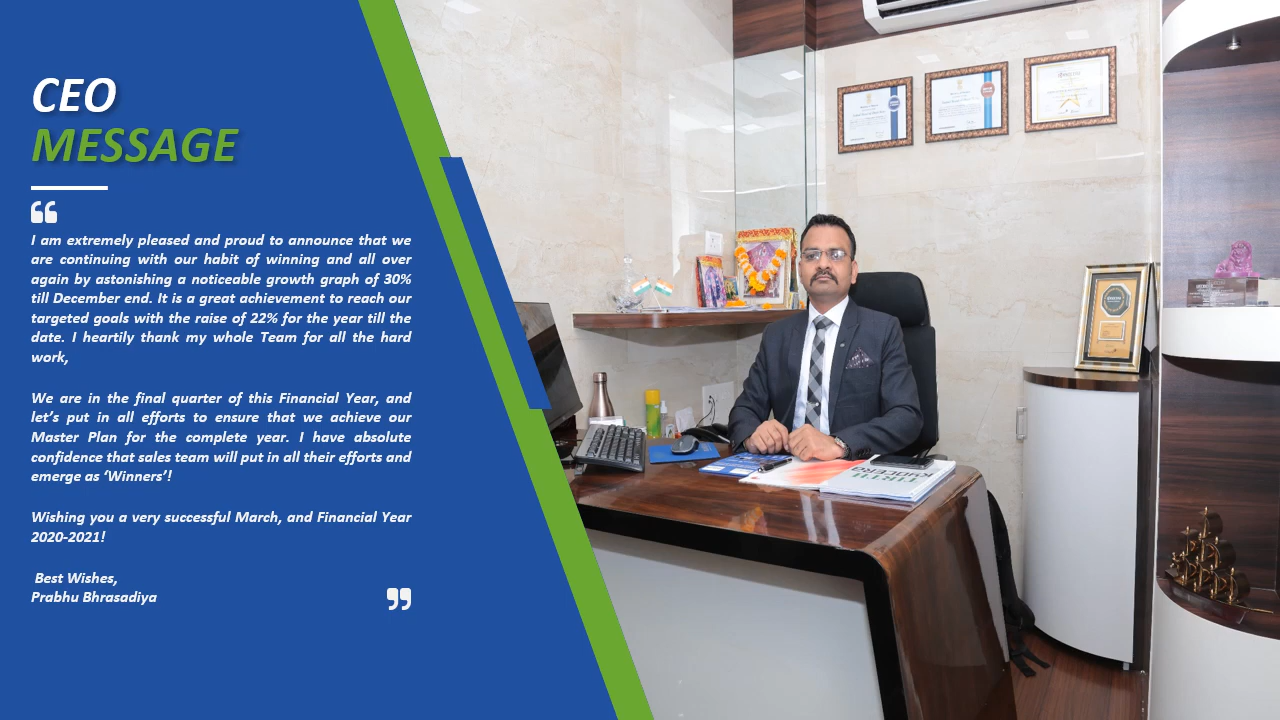 CEO
MESSAGE
“
I am extremely pleased and proud to announce that we
are continuing with our habit of winning and all over
again by astonishing a noticeable growth graph of 30%
till December end. It is a great achievement to reach our
targeted goals with the raise of 22% for the year till the
date. I heartily thank my whole Team for all the hard
work,
We are in the final quarter of this Financial Year, and
let’s put in all efforts to ensure that we achieve our
Master Plan for the complete year. I have absolute
confidence that sales team will put in all their efforts and
emerge as ‘Winners’!
Wishing you a very successful March, and Financial Year
2020-2021!
Best Wishes,
Prabhu Bhrasadiya
”
KYOCERA